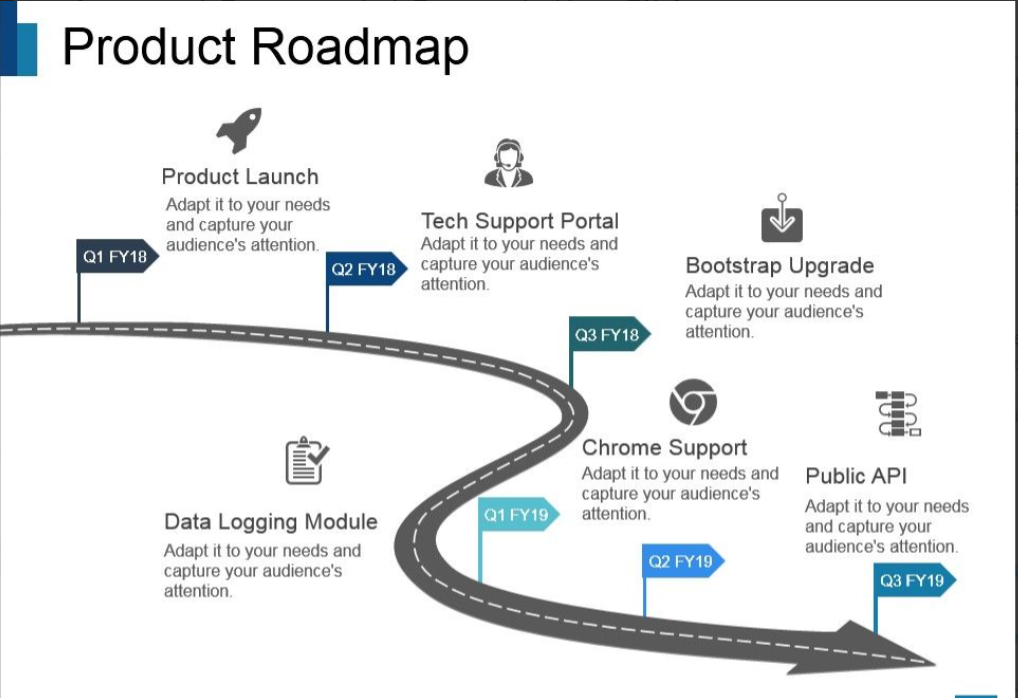 Product Roadmap
Product Launch
Adapt it to your needs
and capture your
audience's attention.
Q1 FY18
Tech Support Portal
Adapt it to your needs and
capture your audience's
attention.
Q2 FY18
Bootstrap Upgrade
Adapt it to your needs and
capture your audience's
attention.
Q3 FY18
Data Logging Module
Adapt it to your needs and
capture your audience's
attention.
Q1 FY19
Chrome Support
Adapt it to your needs and
capture your audience's
attention.
Q2 FY19
Public API
Adapt it to your needs
and capture your
audience's attention.
Q3 FY19